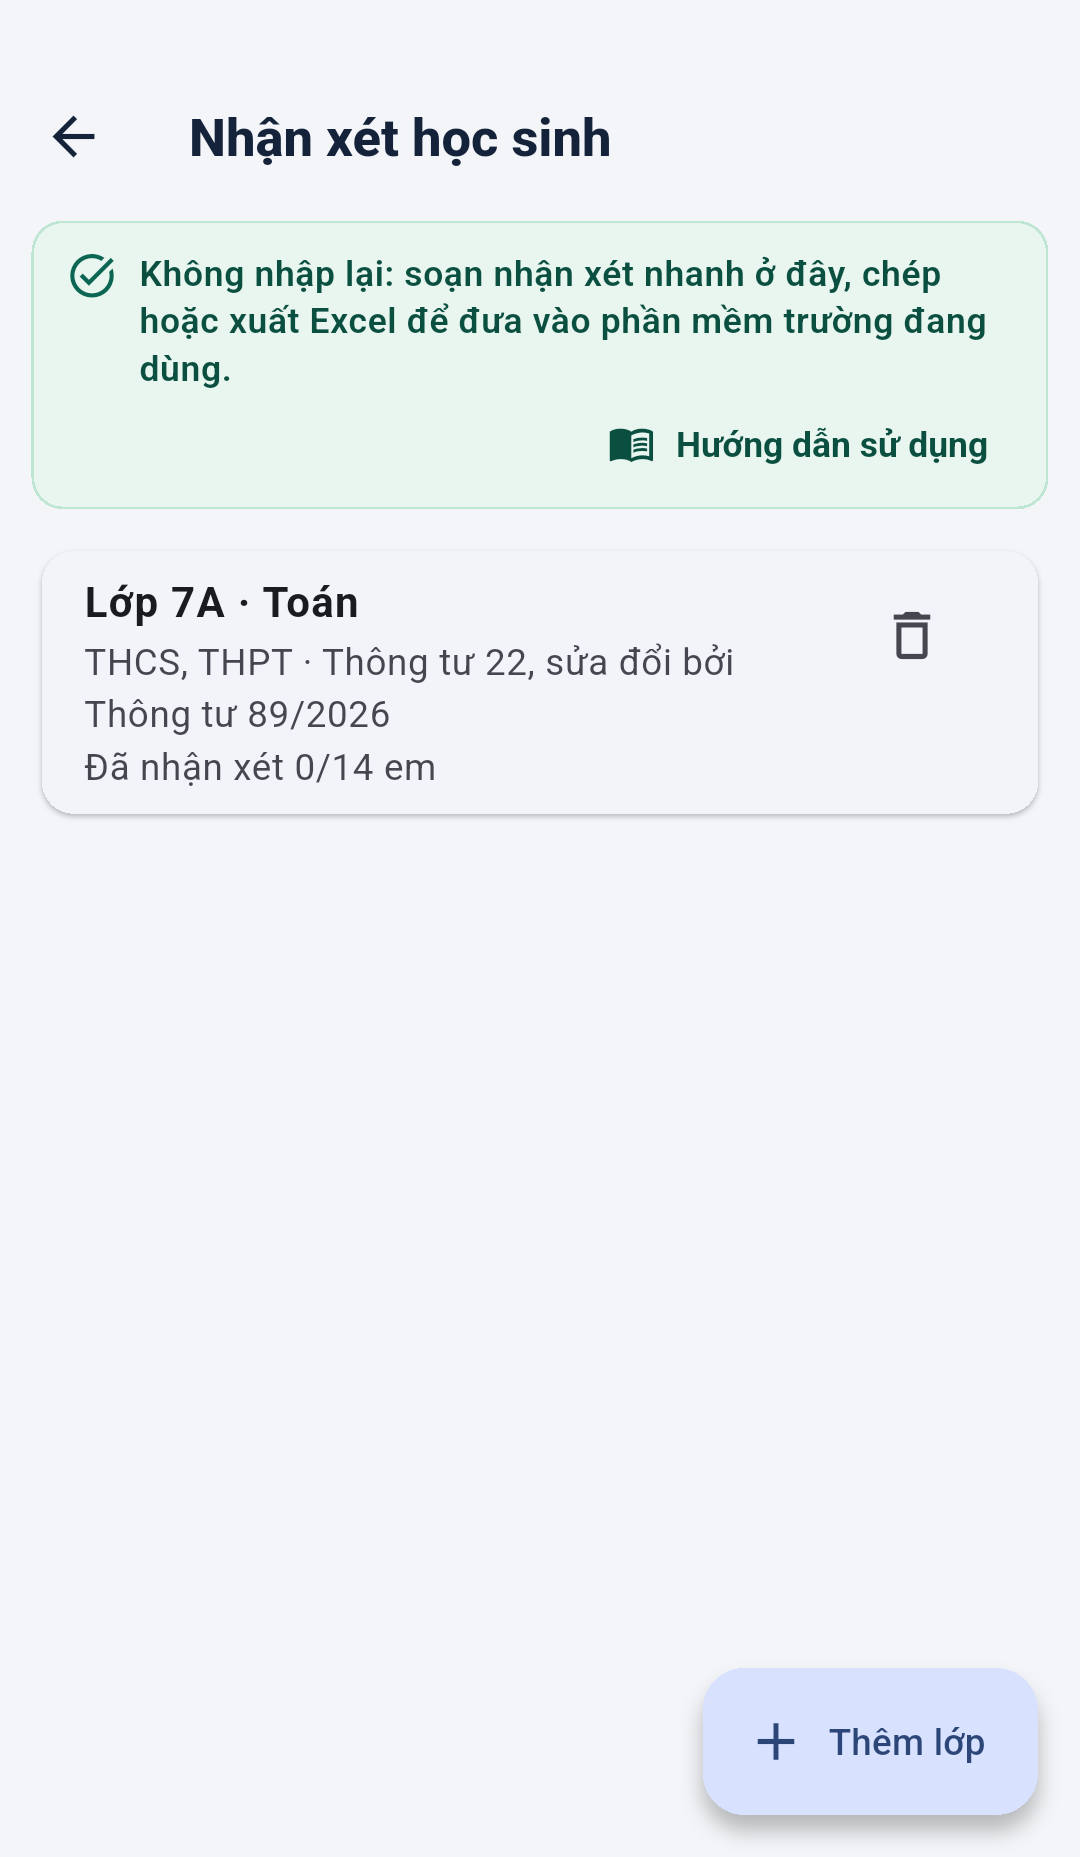 Nhận xét học sinh
Không nhập lại: soạn nhận xét nhanh ở đây, chép
hoặc xuất Excel để đưa vào phần mềm trường đang
dùng.
Hướng dẫn sử dụng
Lớp 7A · Toán
THCS, THPT · Thông tư 22, sửa đổi bởi
Thông tư 89/2026
Đã nhận xét 0/14 em
Thêm lớp